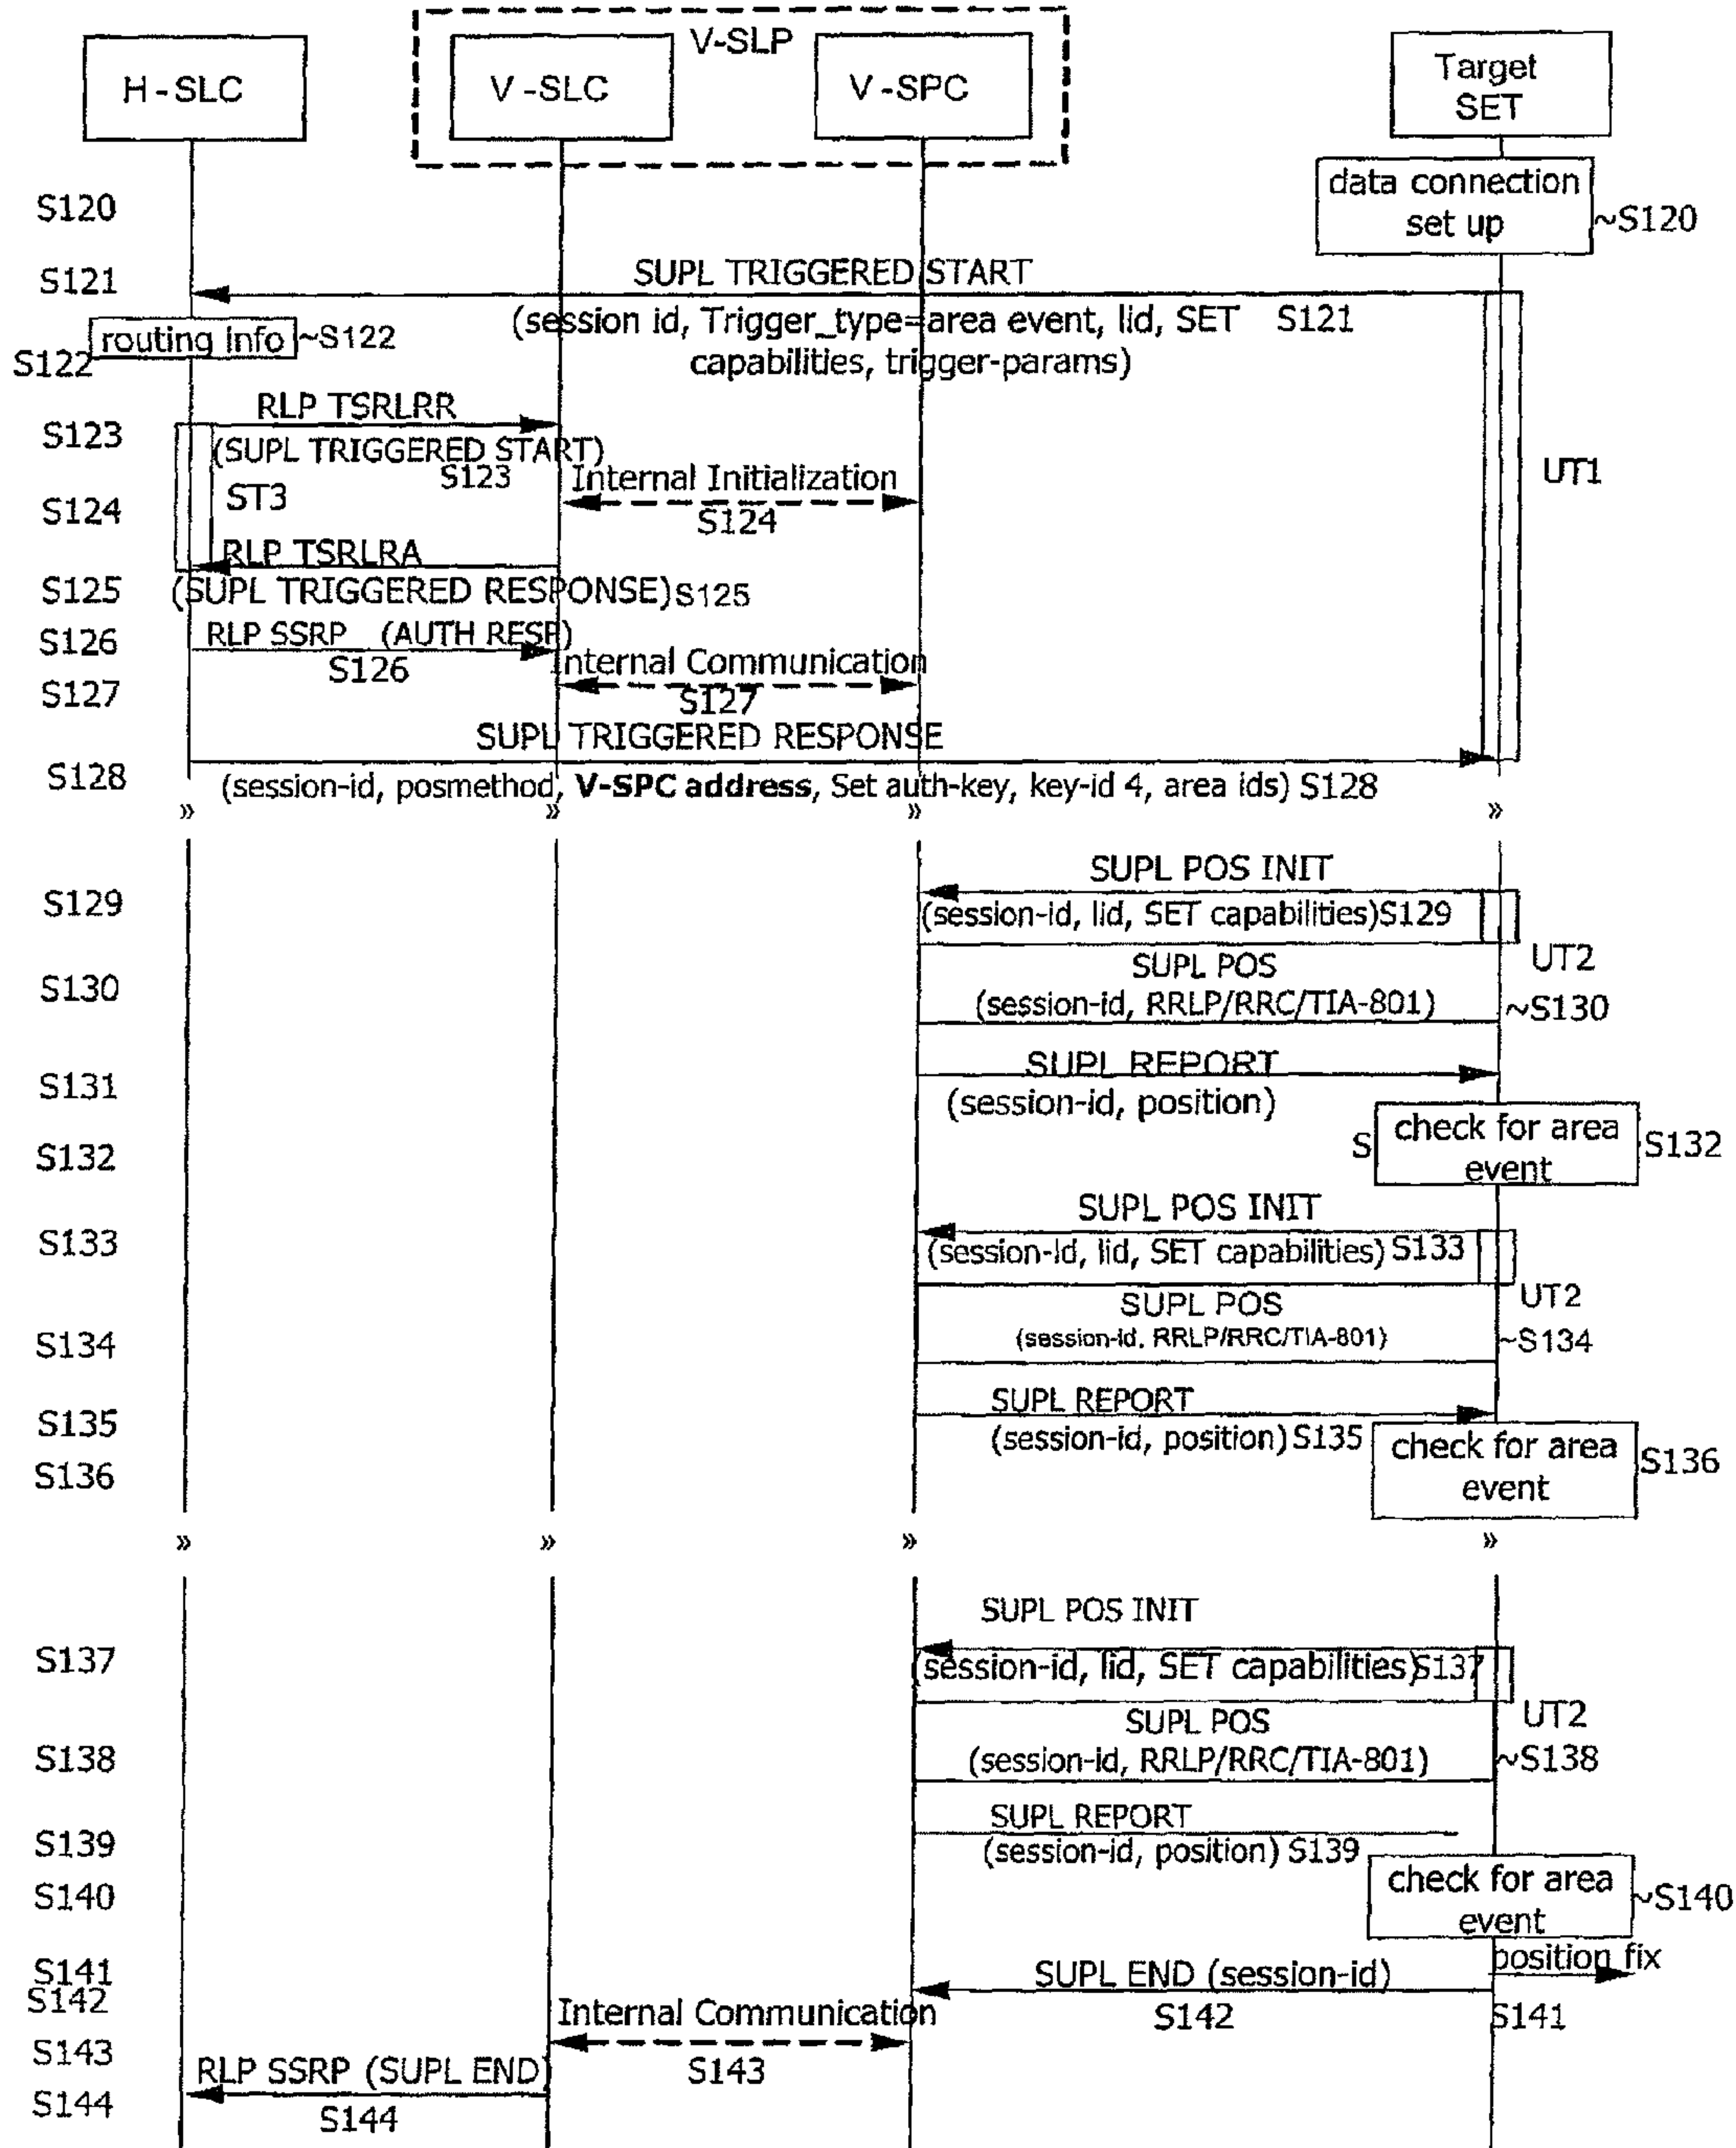 V-SLP
H-SLC
V-SLC
V-SPC
Target
SET
S120
data connection
set up
~S120
S121
SUPL TRIGGERED START
(session id, Trigger_type=area event, lid, SET S121
capabilities, trigger-params)
routing info
~S122
S122
RLP TSRLRR
S123
(SUPL TRIGGERED START)
S123
UT1
ST3
Internal Initialization
S124
S124
RLP TSRLRA
S125
(SUPL TRIGGERED RESPONSE) S125
S126
RLP SSRP (AUTH RESP)
S126
Internal Communication
S127
S127
SUPL TRIGGERED RESPONSE
S128
(session-id, posmethod, V-SPC address, Set auth-key, key-id 4, area ids) S128
» » » »
SUPL POS INIT
S129
(session-id, lid, SET capabilities) S129
UT2
SUPL POS
S130
(session-id, RRLP/RRC/TIA-801)
~S130
SUPL REPORT
S131
(session-id, position)
check for area
event
S
S132
S132
SUPL POS INIT
S133
(session-id, lid, SET capabilities) S133
UT2
SUPL POS
S134
(session-id, RRLP/RRC/TIA-801)
~S134
SUPL REPORT
S135
(session-id, position) S135
check for area
event
S136
S136
» » » »
SUPL POS INIT
S137
(session-id, lid, SET capabilities) S137
UT2
SUPL POS
S138
(session-id, RRLP/RRC/TIA-801)
~S138
SUPL REPORT
S139
(session-id, position) S139
check for area
event
S140
~S140
position fix
S141
SUPL END (session-id)
S142
S142
S141
Internal Communication
S143
S143
RLP SSRP (SUPL END)
S144
S144